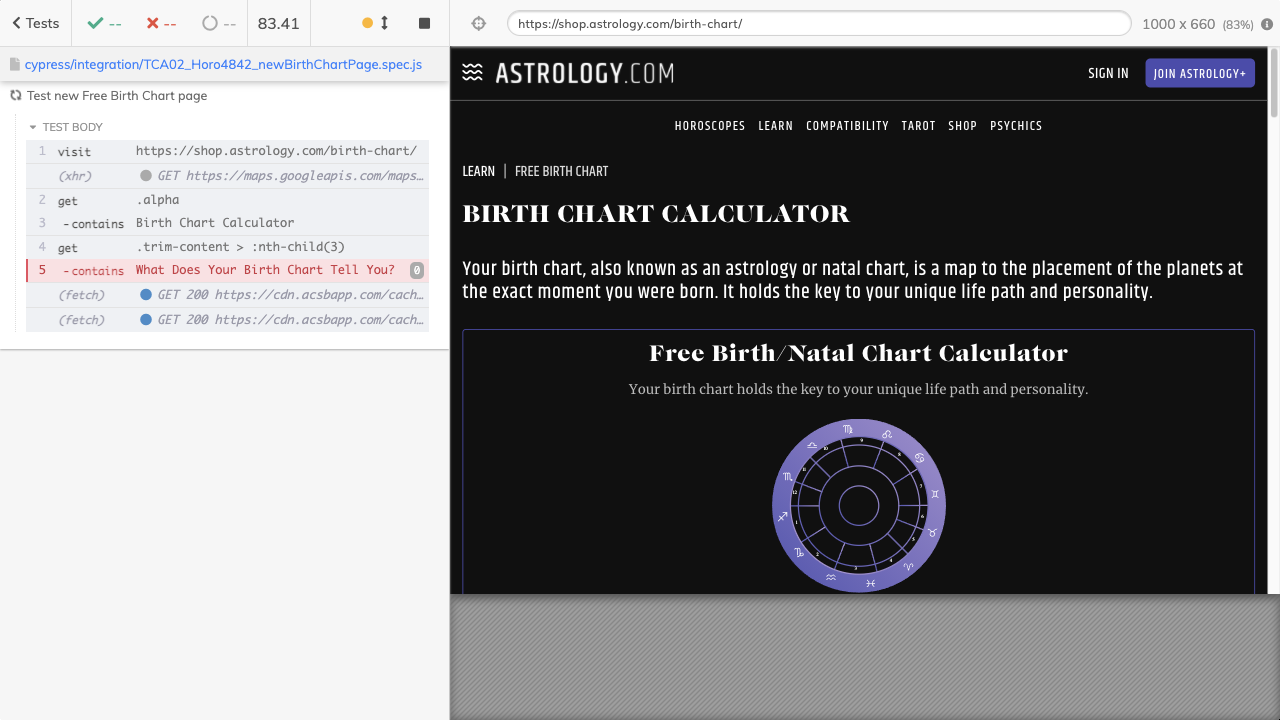 Tests
--
--
--
83.41
https://shop.astrology.com/birth-chart/
1000 x 660 (83%)
cypress/integration/TCA02_Horo4842_newBirthChartPage.spec.js
Test new Free Birth Chart page
TEST BODY
1 visit https://shop.astrology.com/birth-chart/
(xhr) GET https://maps.googleapis.com/maps…
2 get .alpha
3 -contains Birth Chart Calculator
4 get .trim-content > :nth-child(3)
5 -contains What Does Your Birth Chart Tell You? 0
(fetch) GET 200 https://cdn.acsbapp.com/cach…
(fetch) GET 200 https://cdn.acsbapp.com/cach…
ASTROLOGY.COM
SIGN IN
JOIN ASTROLOGY+
HOROSCOPES LEARN COMPATIBILITY TAROT SHOP PSYCHICS
LEARN | FREE BIRTH CHART
BIRTH CHART CALCULATOR
Your birth chart, also known as an astrology or natal chart, is a map to the placement of the planets at
the exact moment you were born. It holds the key to your unique life path and personality.
Free Birth/Natal Chart Calculator
Your birth chart holds the key to your unique life path and personality.